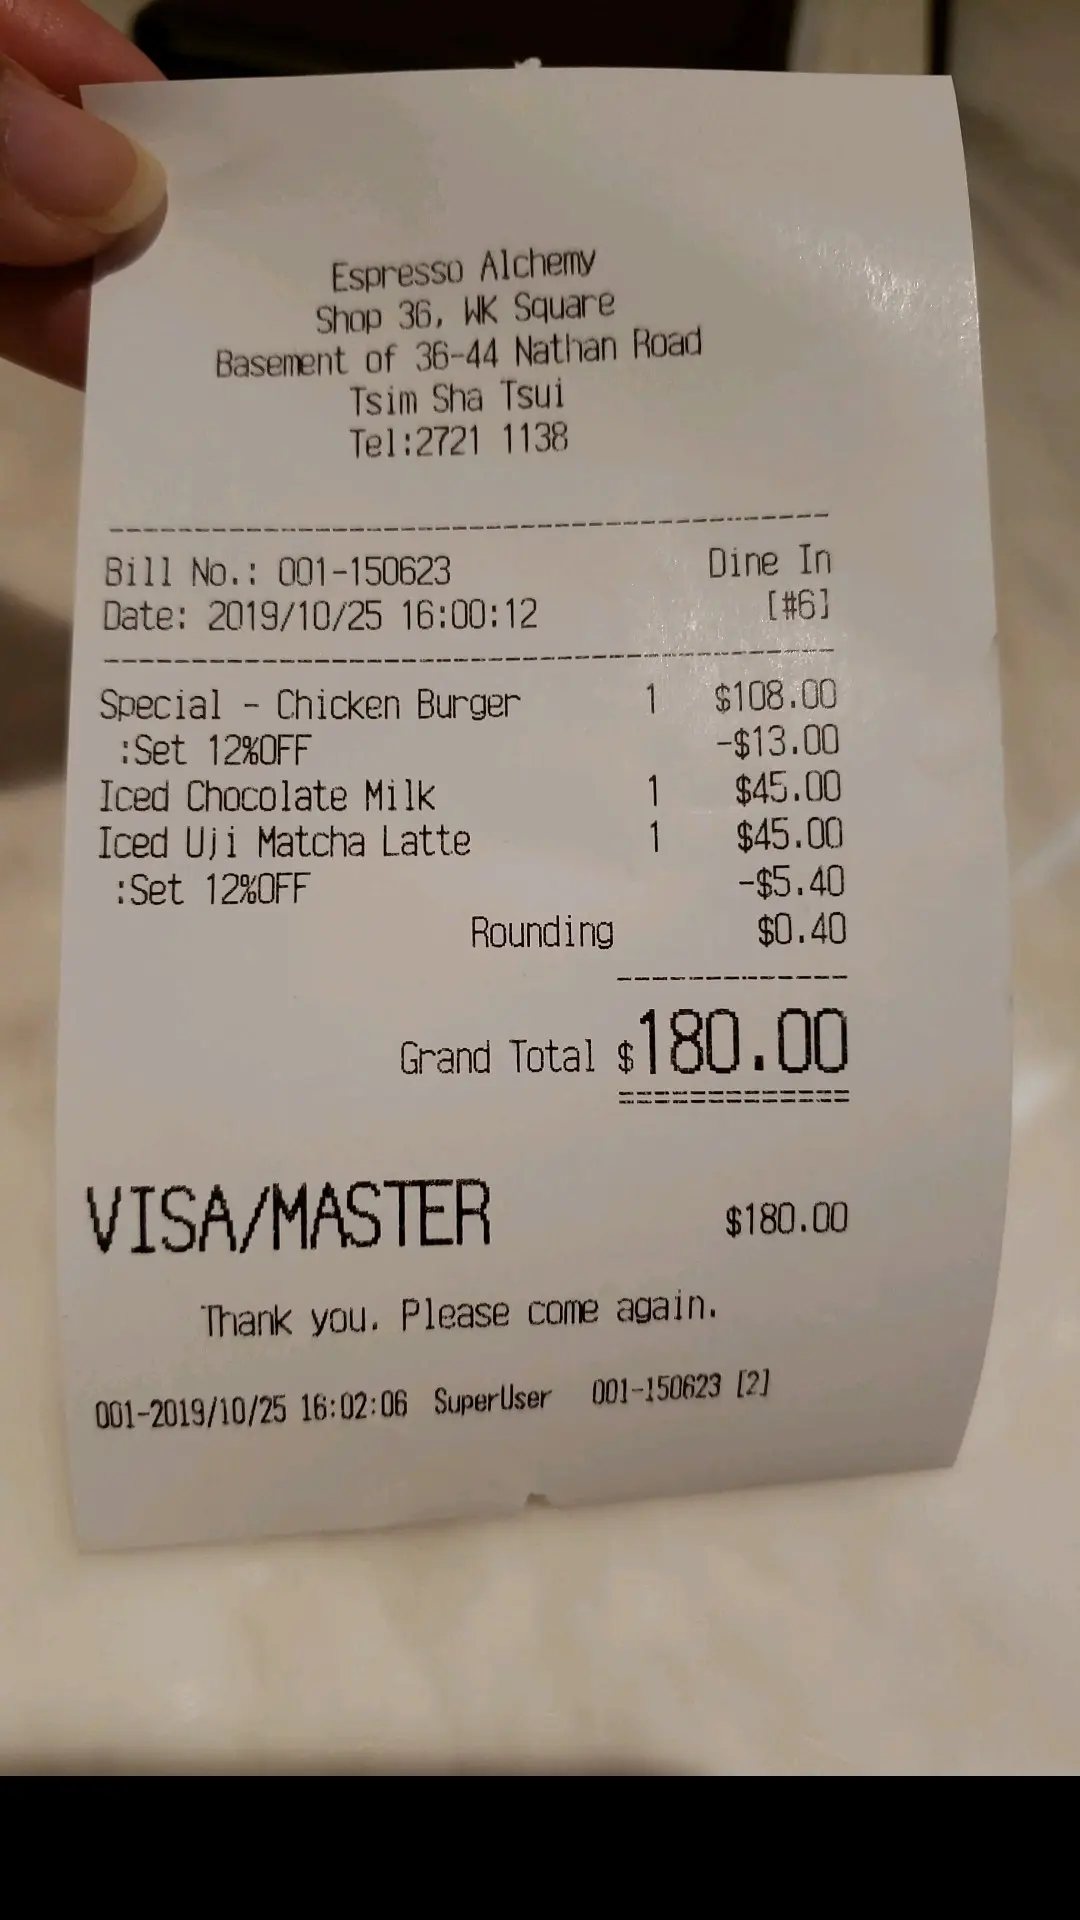 Espresso Alchemy
Shop 36, WK Square
Basement of 36-44 Nathan Road
Tsim Sha Tsui
Tel:2721 1138
Bill No.: 001-150623 Dine In
Date: 2019/10/25 16:00:12 [#6]
Special - Chicken Burger 1 $108.00
:Set 12%OFF -$13.00
Iced Chocolate Milk 1 $45.00
Iced Uji Matcha Latte 1 $45.00
:Set 12%OFF -$5.40
Rounding $0.40
Grand Total $180.00
VISA/MASTER $180.00
Thank you. Please come again.
001-2019/10/25 16:02:06 SuperUser 001-150623 [2]